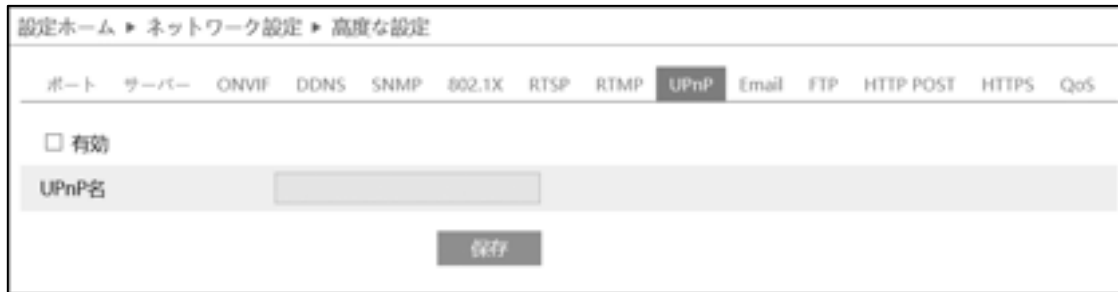 設定ホーム ▶ ネットワーク設定 ▶ 高度な設定
ポート サーバー ONVIF DDNS SNMP 802.1X RTSP RTMP UPnP Email FTP HTTP POST HTTPS QoS
有効
UPnP名
保存